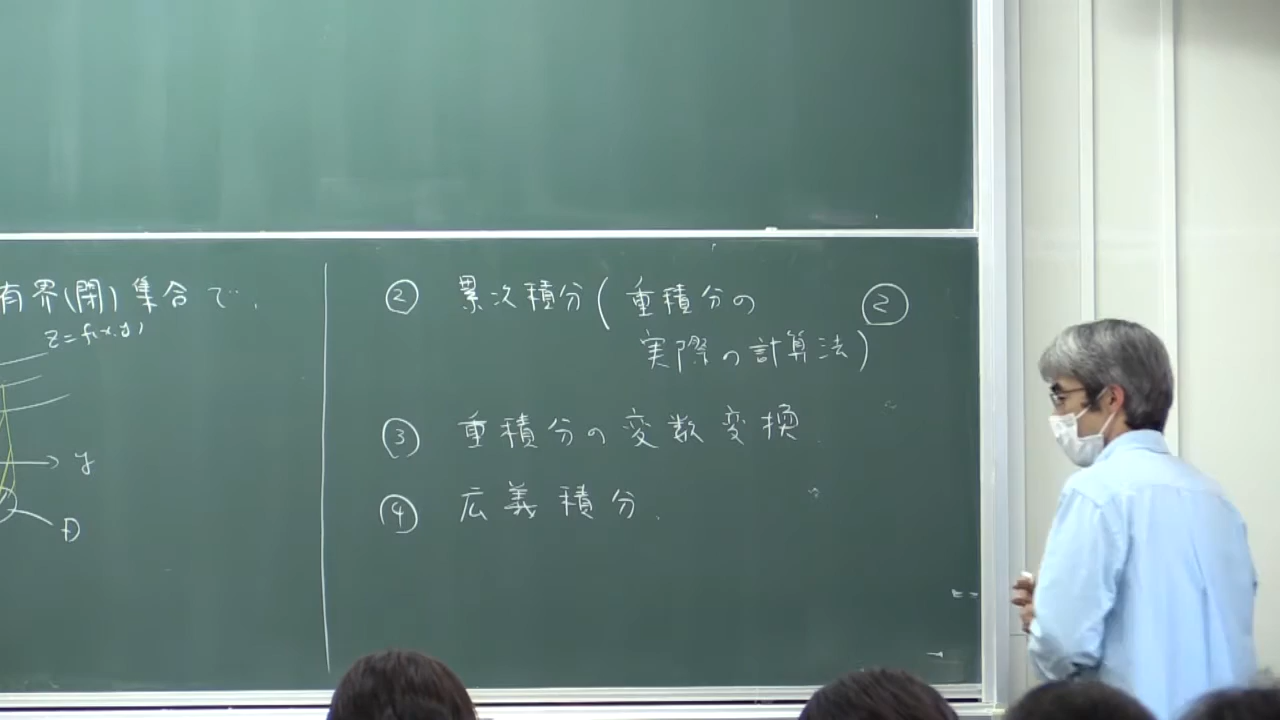 有界(閉)集合で,
z=f(x,y)
y
D
② 累次積分(重積分の ②
実際の計算法)
③ 重積分の変数変換
④ 広義積分.